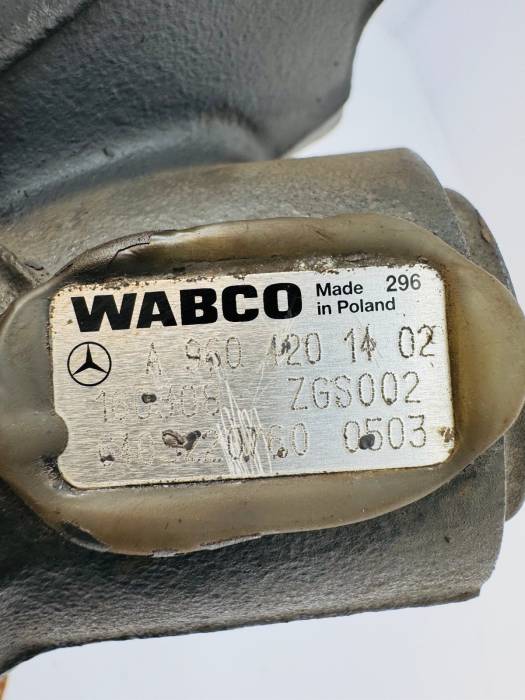 WABCO Made in Poland 296
A 960 420 14 02
ZGS002
0503